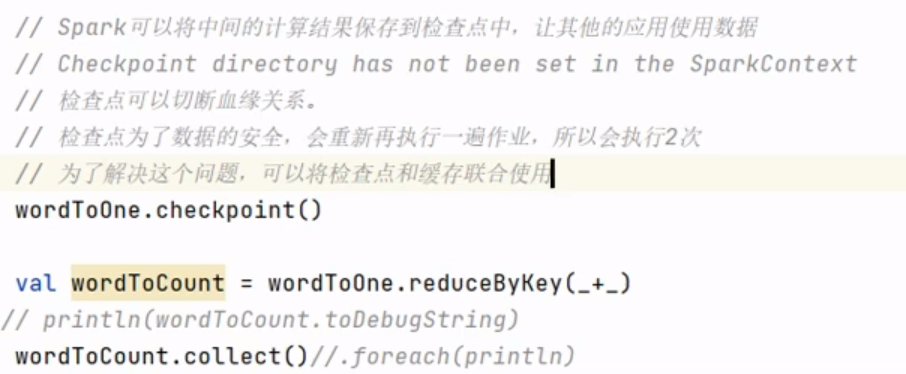 // Spark可以将中间的计算结果保存到检查点中，让其他的应用使用数据
// Checkpoint directory has not been set in the SparkContext
// 检查点可以切断血缘关系。
// 检查点为了数据的安全，会重新再执行一遍作业，所以会执行2次
// 为了解决这个问题，可以将检查点和缓存联合使用
wordToOne.checkpoint()
val wordToCount = wordToOne.reduceByKey(_+_)
// println(wordToCount.toDebugString)
wordToCount.collect()//.foreach(println)